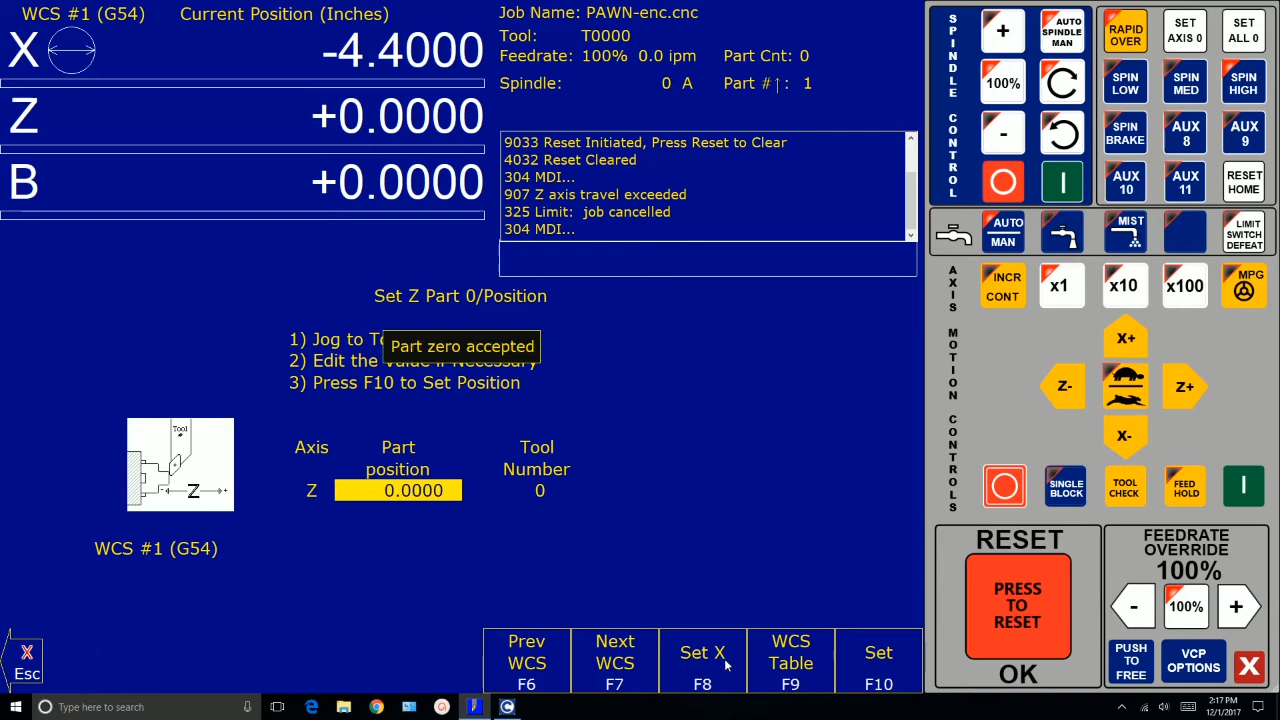 WCS #1 (G54) Current Position (Inches)
X -4.4000
Z +0.0000
B +0.0000
Job Name: PAWN-enc.cnc
Tool: T0000
Feedrate: 100% 0.0 ipm Part Cnt: 0
Spindle: 0 A Part #↑: 1
9033 Reset Initiated, Press Reset to Clear
4032 Reset Cleared
304 MDI...
907 Z axis travel exceeded
325 Limit: job cancelled
304 MDI...
Set Z Part 0/Position
1) Jog to To
Part zero accepted
2) Edit the Value if Necessary
3) Press F10 to Set Position
Tool
Z
Axis Part position Tool Number
Z 0.0000 0
WCS #1 (G54)
X
Esc
Prev WCS F6
Next WCS F7
Set X F8
WCS Table F9
Set F10
SPINDLE CONTROL
+
AUTO SPINDLE MAN
100%
-
RAPID OVER
SET AXIS 0
SET ALL 0
SPIN LOW
SPIN MED
SPIN HIGH
SPIN BRAKE
AUX 8
AUX 9
AUX 10
AUX 11
RESET HOME
AUTO MAN
MIST
LIMIT SWITCH DEFEAT
AXIS MOTION CONTROLS
INCR CONT
x1
x10
x100
MPG
X+
Z-
Z+
X-
SINGLE BLOCK
TOOL CHECK
FEED HOLD
RESET
PRESS TO RESET
OK
FEEDRATE OVERRIDE
100%
-
100%
+
PUSH TO FREE
VCP OPTIONS
X
Type here to search
2:17 PM
12/1/2017